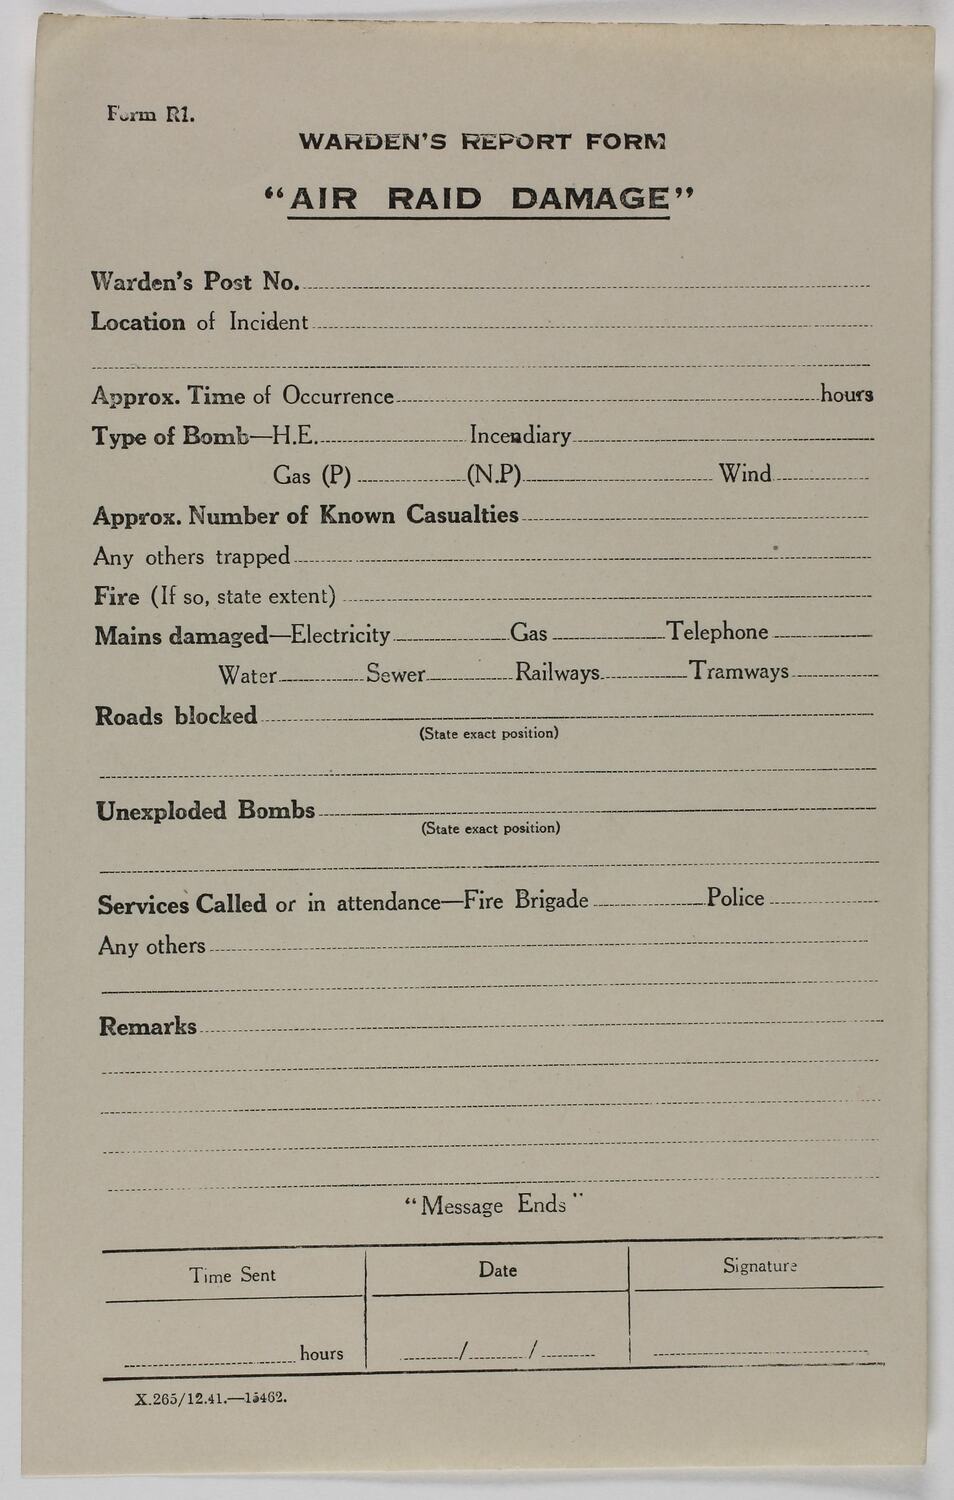 Form R1.
WARDEN'S REPORT FORM
"AIR RAID DAMAGE"
Warden's Post No.
Location of Incident
Approx. Time of Occurrence hours
Type of Bomb—H.E. Incendiary
Gas (P) (N.P) Wind
Approx. Number of Known Casualties
Any others trapped
Fire (If so, state extent)
Mains damaged—Electricity Gas Telephone
Water Sewer Railways Tramways
Roads blocked
(State exact position)
Unexploded Bombs
(State exact position)
Services Called or in attendance—Fire Brigade Police
Any others
Remarks
"Message Ends"
Time Sent Date Signature
hours / /
X.265/12.41.—15462.